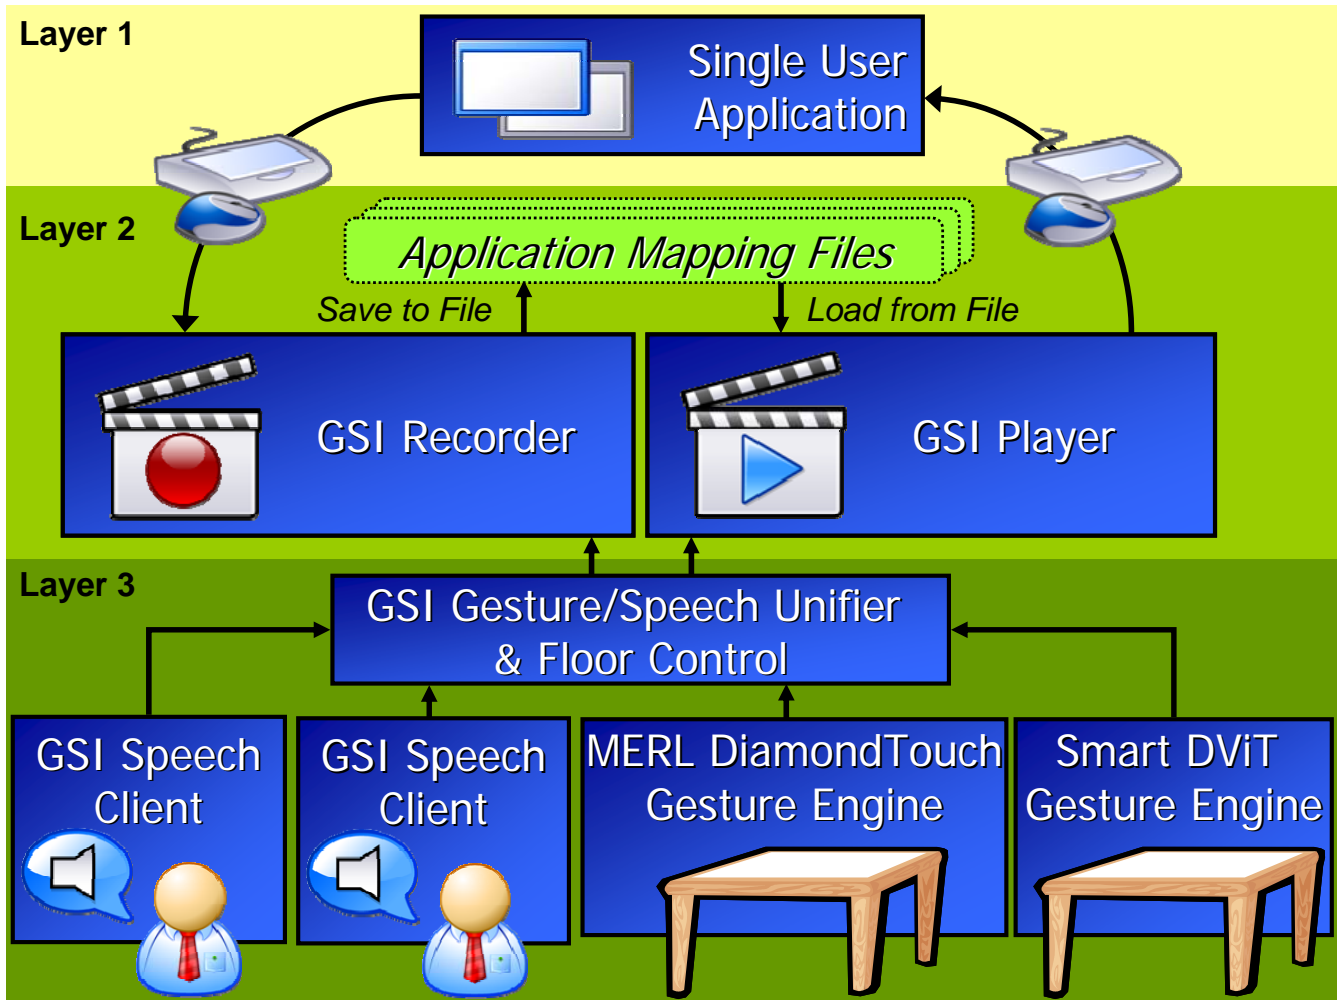 Layer 1
Single User
Application
Layer 2
Application Mapping Files
Save to File
Load from File
GSI Recorder
GSI Player
Layer 3
GSI Gesture/Speech Unifier
& Floor Control
GSI Speech
Client
GSI Speech
Client
MERL DiamondTouch
Gesture Engine
Smart DViT
Gesture Engine